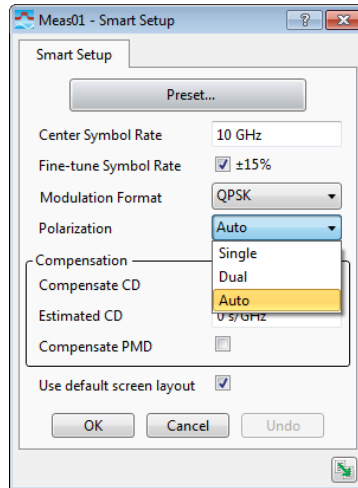 Meas01 - Smart Setup
Smart Setup
Preset...
Center Symbol Rate 10 GHz
Fine-tune Symbol Rate ±15%
Modulation Format QPSK
Polarization Auto
Single
Compensation
Dual
Compensate CD
Auto
Estimated CD 0 s/GHz
Compensate PMD
Use default screen layout
OK Cancel Undo